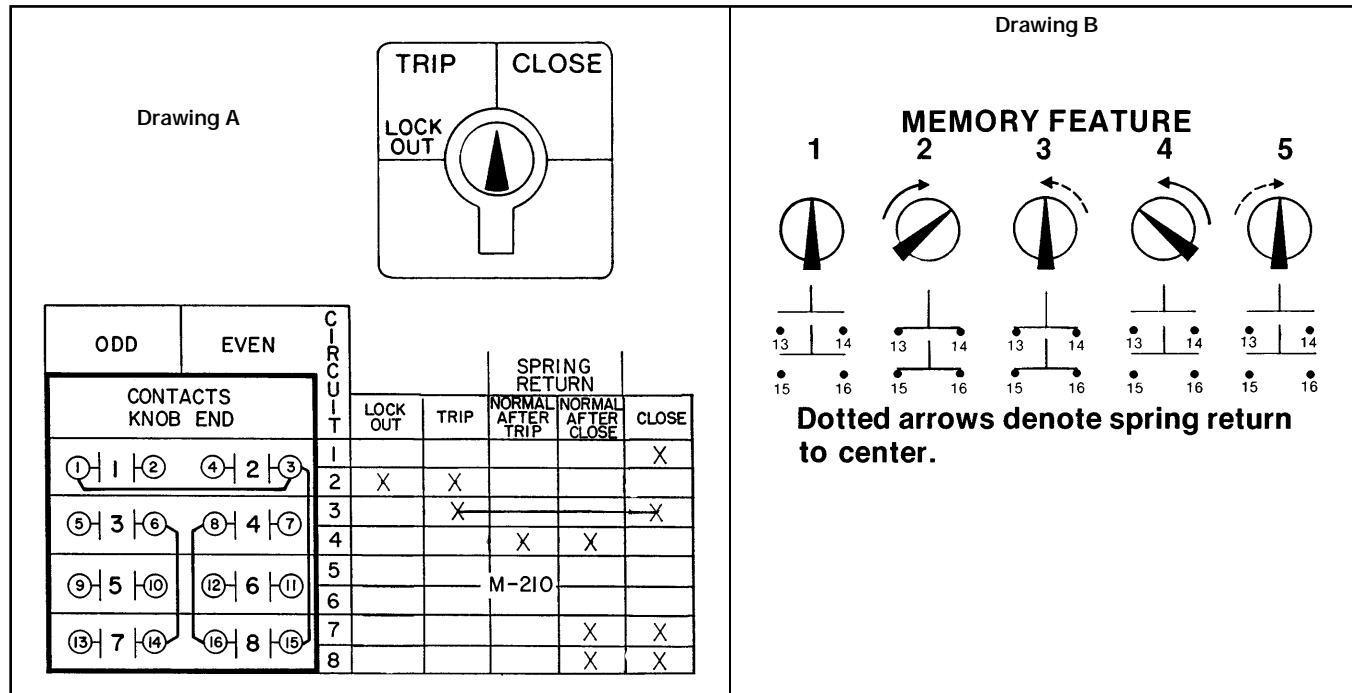 Drawing A
TRIP
CLOSE
LOCK
OUT
ODD
EVEN
CIRCUIT
CONTACTS
KNOB END
SPRING
RETURN
LOCK
OUT
TRIP
NORMAL
AFTER
TRIP
NORMAL
AFTER
CLOSE
CLOSE
1 X
1 1 2 4 2 3
2 X X
3 X X
5 3 6 8 4 7
4 X X
5
9 5 10 12 6 11
M-210
6
7 X X
13 7 14 16 8 15
8 X X
Drawing B
MEMORY FEATURE
1 2 3 4 5
13 14 13 14 13 14 13 14 13 14
15 16 15 16 15 16 15 16 15 16
Dotted arrows denote spring return
to center.